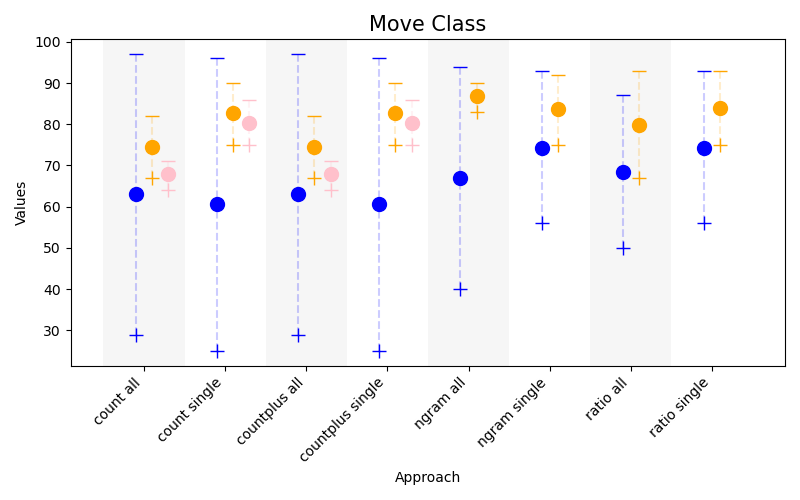 Move Class
Values
100
90
80
70
60
50
40
30
count all
count single
countplus all
countplus single
ngram all
ngram single
ratio all
ratio single
Approach